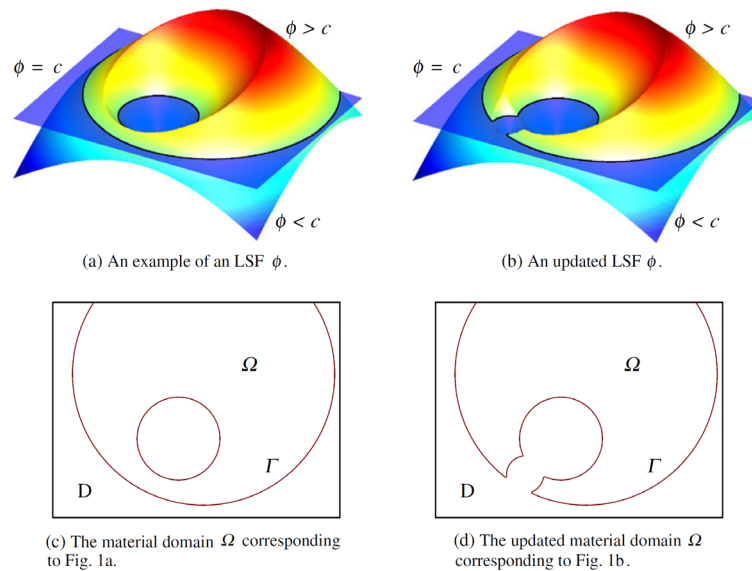 ϕ > c
ϕ = c
ϕ < c
(a) An example of an LSF ϕ.
ϕ > c
ϕ = c
ϕ < c
(b) An updated LSF ϕ.
Ω
Γ
D
(c) The material domain Ω corresponding
to Fig. 1a.
Ω
Γ
D
(d) The updated material domain Ω
corresponding to Fig. 1b.